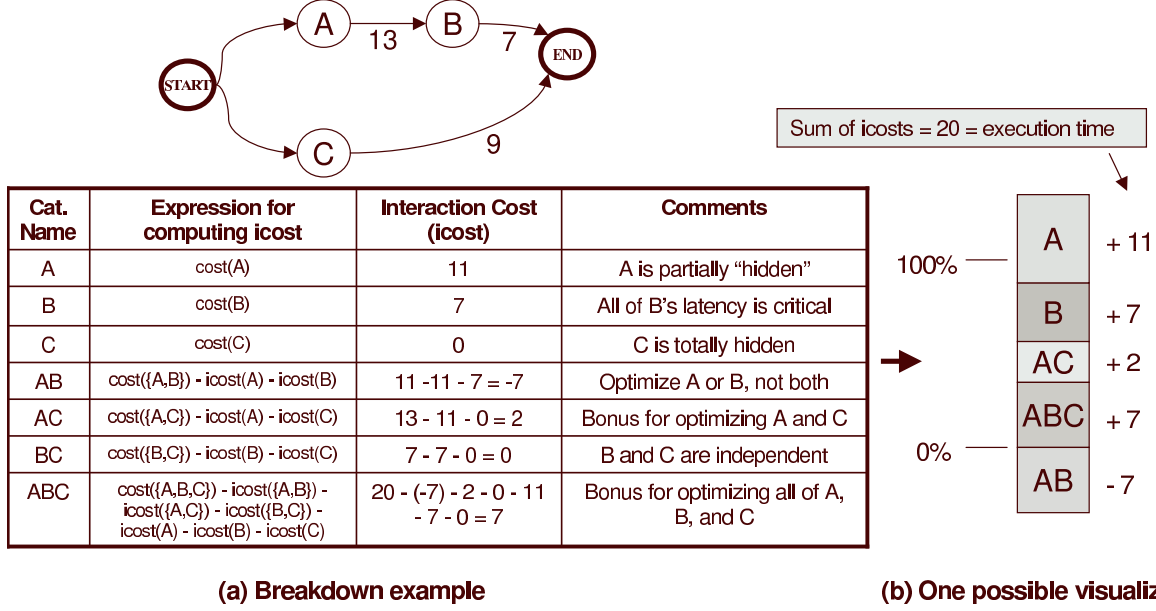 A
13
B
7
END
START
C
9
Sum of icosts = 20 = execution time
Cat. Name
Expression for computing icost
Interaction Cost (icost)
Comments
A
cost(A)
11
A is partially “hidden”
B
cost(B)
7
All of B’s latency is critical
C
cost(C)
0
C is totally hidden
AB
cost({A,B}) - icost(A) - icost(B)
11 -11 - 7 = -7
Optimize A or B, not both
AC
cost({A,C}) - icost(A) - icost(C)
13 - 11 - 0 = 2
Bonus for optimizing A and C
BC
cost({B,C}) - icost(B) - icost(C)
7 - 7 - 0 = 0
B and C are independent
ABC
cost({A,B,C}) - icost({A,B}) -
icost({A,C}) - icost({B,C}) -
icost(A) - icost(B) - icost(C)
20 - (-7) - 2 - 0 - 11
- 7 - 0 = 7
Bonus for optimizing all of A,
B, and C
100%
0%
A
+ 11
B
+ 7
AC
+ 2
ABC
+ 7
AB
- 7
(a) Breakdown example
(b) One possible visualiz